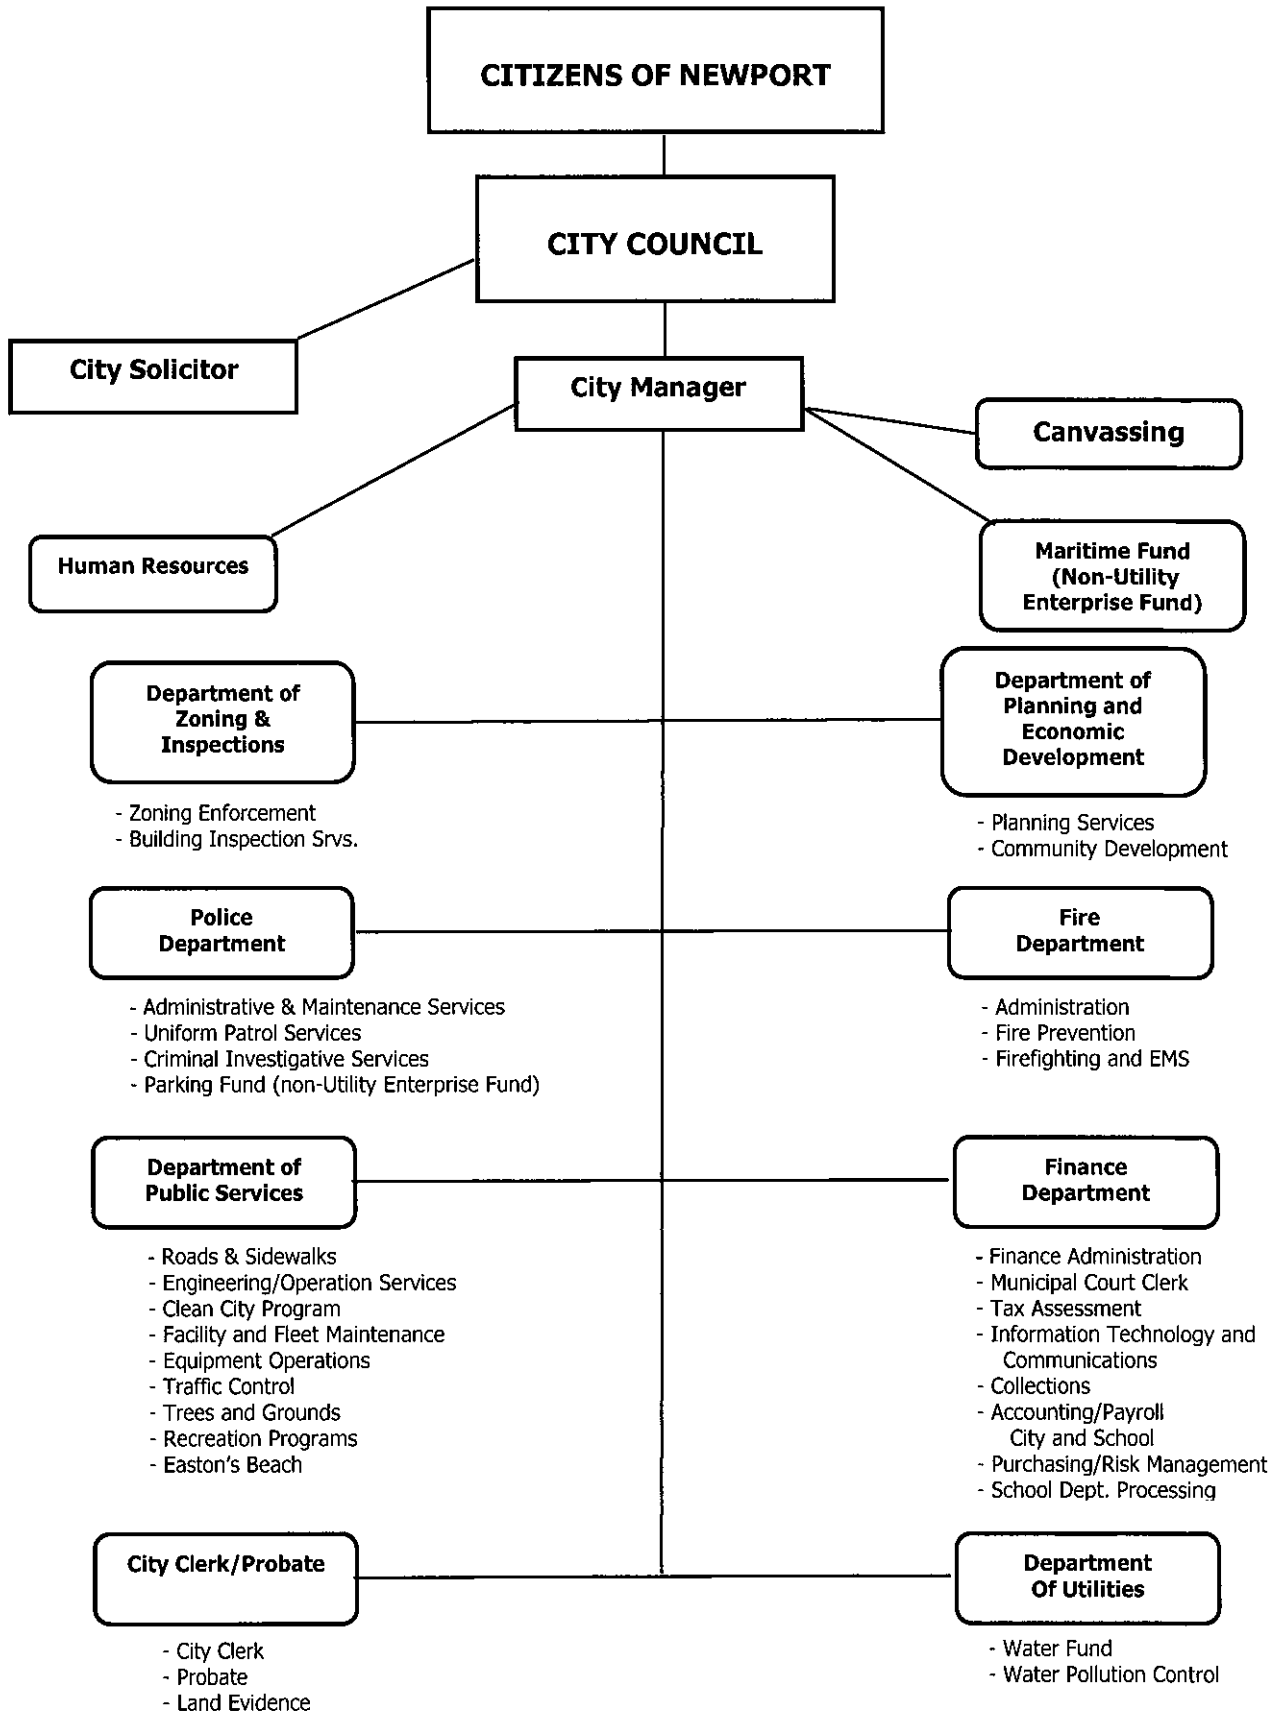 CITIZENS OF NEWPORT
CITY COUNCIL
City Solicitor
City Manager
Canvassing
Human Resources
Maritime Fund
(Non-Utility
Enterprise Fund)
Department of
Zoning &
Inspections
- Zoning Enforcement
- Building Inspection Srvs.
Department of
Planning and
Economic
Development
- Planning Services
- Community Development
Police
Department
- Administrative & Maintenance Services
- Uniform Patrol Services
- Criminal Investigative Services
- Parking Fund (non-Utility Enterprise Fund)
Fire
Department
- Administration
- Fire Prevention
- Firefighting and EMS
Department of
Public Services
- Roads & Sidewalks
- Engineering/Operation Services
- Clean City Program
- Facility and Fleet Maintenance
- Equipment Operations
- Traffic Control
- Trees and Grounds
- Recreation Programs
- Easton's Beach
Finance
Department
- Finance Administration
- Municipal Court Clerk
- Tax Assessment
- Information Technology and
Communications
- Collections
- Accounting/Payroll
City and School
- Purchasing/Risk Management
- School Dept. Processing
City Clerk/Probate
- City Clerk
- Probate
- Land Evidence
Department
Of Utilities
- Water Fund
- Water Pollution Control